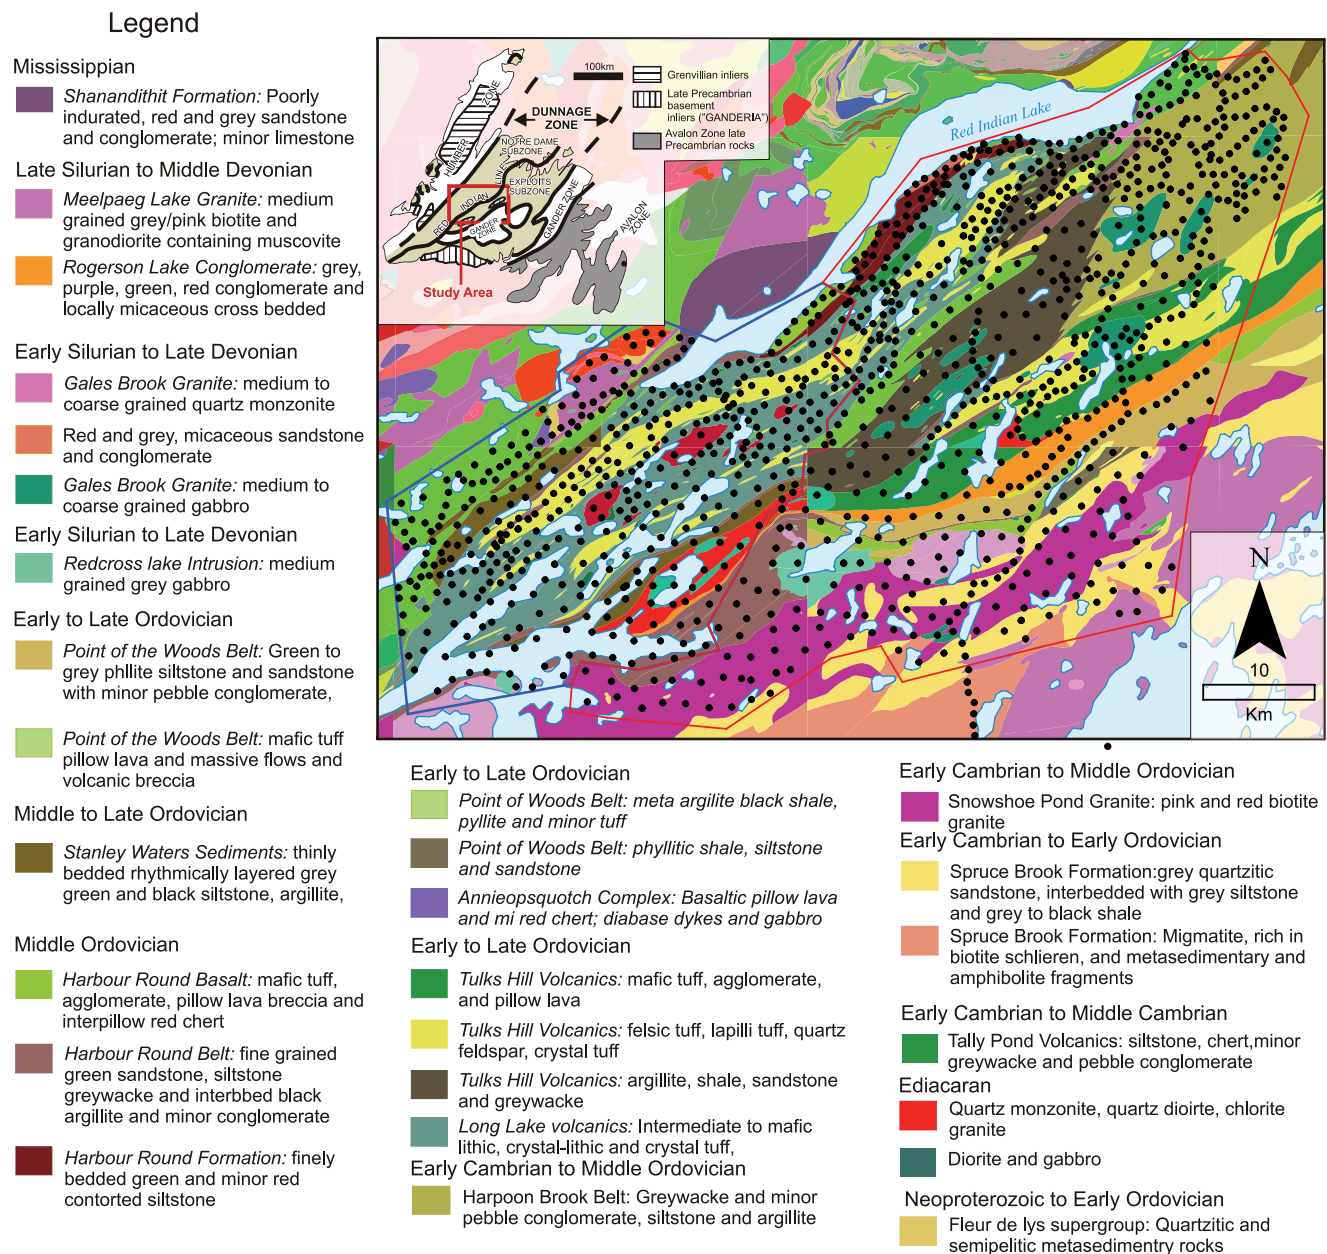 Legend
Mississippian
Shanandithit Formation: Poorly
indurated, red and grey sandstone
and conglomerate; minor limestone
Late Silurian to Middle Devonian
Meelpaeg Lake Granite: medium
grained grey/pink biotite and
granodiorite containing muscovite
Rogerson Lake Conglomerate: grey,
purple, green, red conglomerate and
locally micaceous cross bedded
Early Silurian to Late Devonian
Gales Brook Granite: medium to
coarse grained quartz monzonite
Red and grey, micaceous sandstone
and conglomerate
Gales Brook Granite: medium to
coarse grained gabbro
Early Silurian to Late Devonian
Redcross lake Intrusion: medium
grained grey gabbro
Early to Late Ordovician
Point of the Woods Belt: Green to
grey phllite siltstone and sandstone
with minor pebble conglomerate,
Point of the Woods Belt: mafic tuff
pillow lava and massive flows and
volcanic breccia
Middle to Late Ordovician
Stanley Waters Sediments: thinly
bedded rhythmically layered grey
green and black siltstone, argillite,
Middle Ordovician
Harbour Round Basalt: mafic tuff,
agglomerate, pillow lava breccia and
interpillow red chert
Harbour Round Belt: fine grained
green sandstone, siltstone
greywacke and interbbed black
argillite and minor conglomerate
Harbour Round Formation: finely
bedded green and minor red
contorted siltstone
100km
Grenvillian inliers
Late Precambrian
basement
inliers ("GANDERIA")
Avalon Zone late
Precambrian rocks
DUNNAGE
ZONE
HUMBER
ZONE
NOTRE DAME
SUBZONE
EXPLOITS
SUBZONE
RED
INDIAN
LINE
GANDER
ZONE
GANDER ZONE
AVALON
ZONE
Study Area
Red Indian Lake
N
10
Km
Early to Late Ordovician
Point of Woods Belt: meta argilite black shale,
pyllite and minor tuff
Point of Woods Belt: phyllitic shale, siltstone
and sandstone
Annieopsquotch Complex: Basaltic pillow lava
and mi red chert; diabase dykes and gabbro
Early to Late Ordovician
Tulks Hill Volcanics: mafic tuff, agglomerate,
and pillow lava
Tulks Hill Volcanics: felsic tuff, lapilli tuff, quartz
feldspar, crystal tuff
Tulks Hill Volcanics: argillite, shale, sandstone
and greywacke
Long Lake volcanics: Intermediate to mafic
lithic, crystal-lithic and crystal tuff,
Early Cambrian to Middle Ordovician
Harpoon Brook Belt: Greywacke and minor
pebble conglomerate, siltstone and argillite
Early Cambrian to Middle Ordovician
Snowshoe Pond Granite: pink and red biotite
granite
Early Cambrian to Early Ordovician
Spruce Brook Formation:grey quartzitic
sandstone, interbedded with grey siltstone
and grey to black shale
Spruce Brook Formation: Migmatite, rich in
biotite schlieren, and metasedimentary and
amphibolite fragments
Early Cambrian to Middle Cambrian
Tally Pond Volcanics: siltstone, chert,minor
greywacke and pebble conglomerate
Ediacaran
Quartz monzonite, quartz dioirte, chlorite
granite
Diorite and gabbro
Neoproterozoic to Early Ordovician
Fleur de lys supergroup: Quartzitic and
semipelitic metasedimentry rocks